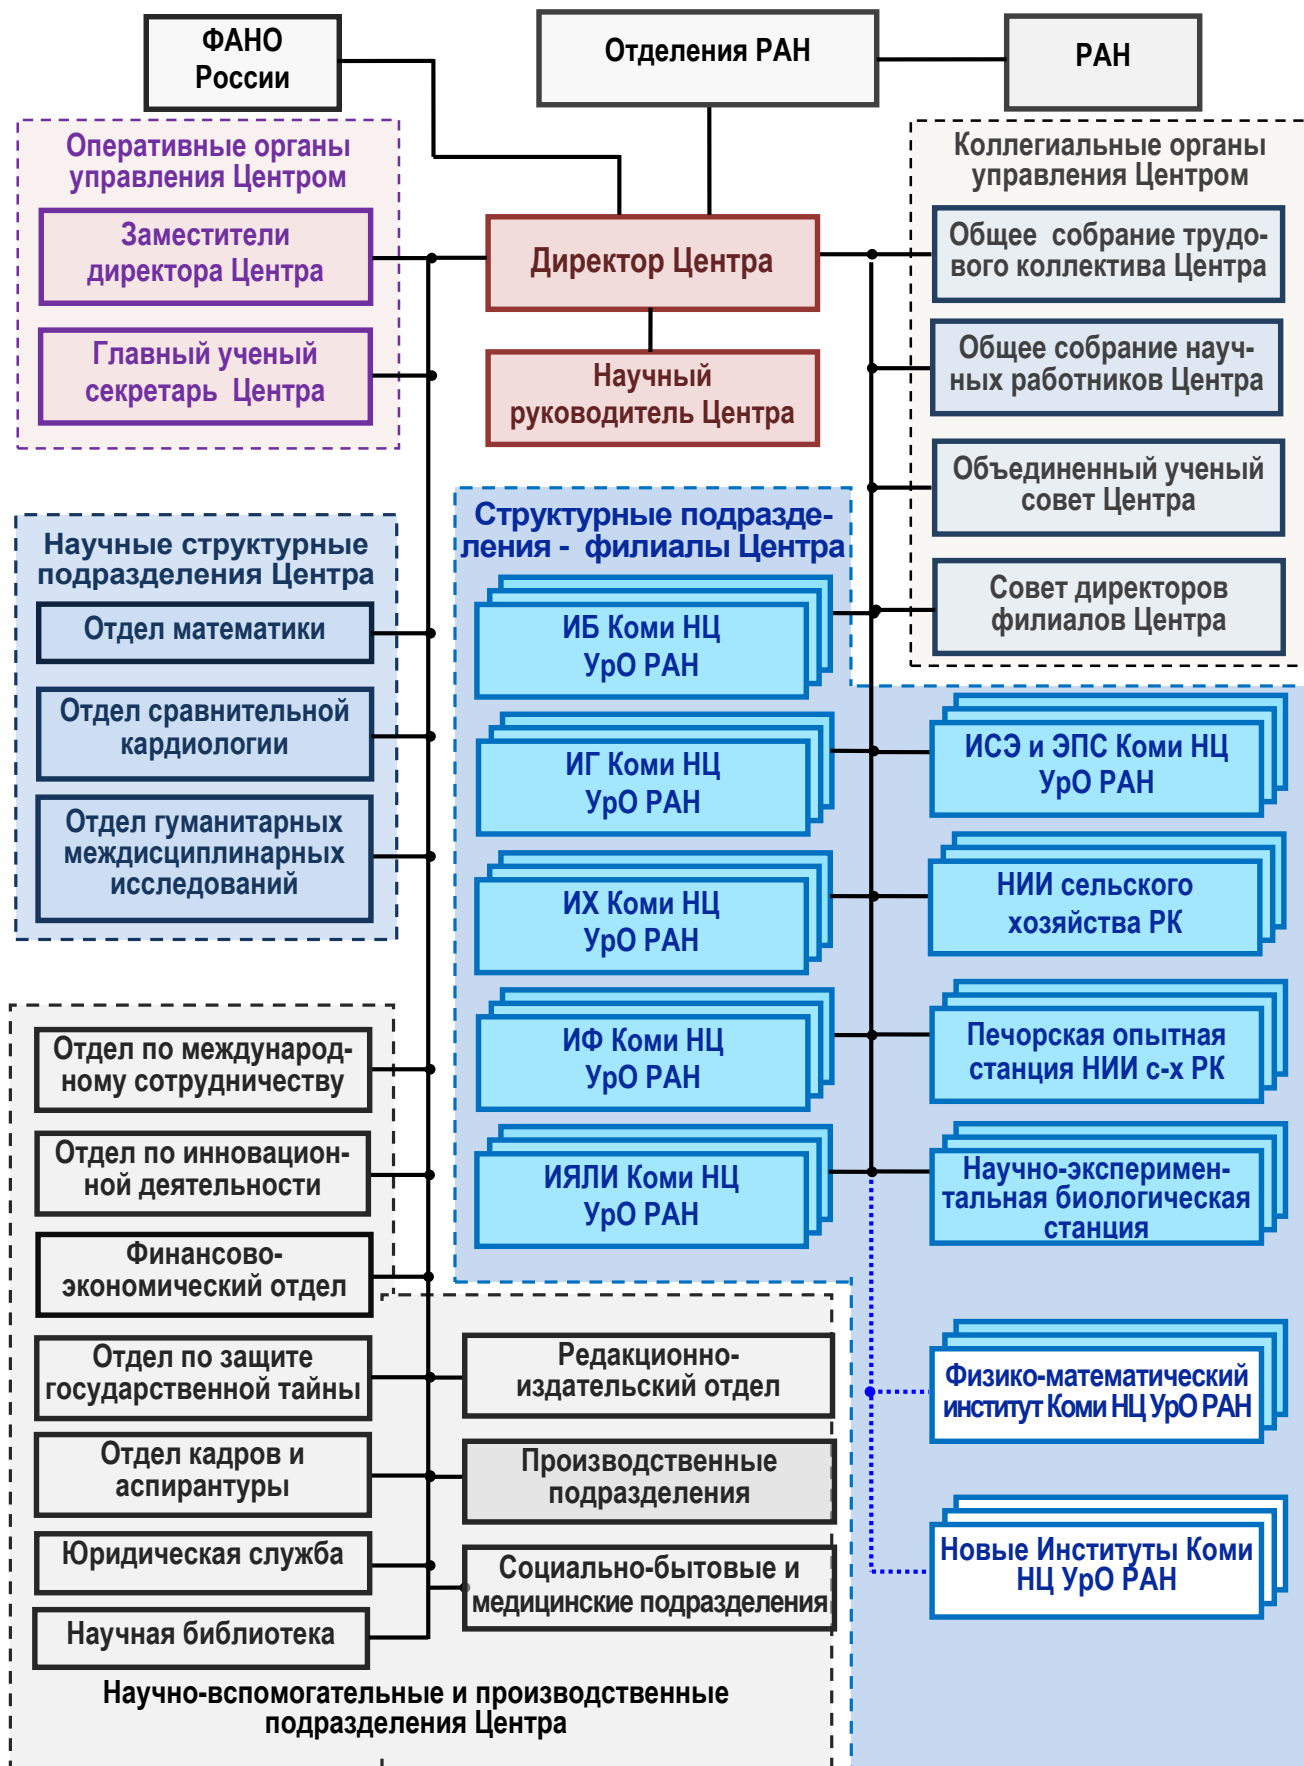 ФАНО
России
Отделения РАН
РАН
Оперативные органы
управления Центром
Заместители
директора Центра
Главный ученый
секретарь Центра
Директор Центра
Научный
руководитель Центра
Коллегиальные органы
управления Центром
Общее собрание трудо-
вого коллектива Центра
Общее собрание науч-
ных работников Центра
Объединенный ученый
совет Центра
Совет директоров
филиалов Центра
Научные структурные
подразделения Центра
Отдел математики
Отдел сравнительной
кардиологии
Отдел гуманитарных
междисциплинарных
исследований
Структурные подразде-
ления - филиалы Центра
ИБ Коми НЦ
УрО РАН
ИГ Коми НЦ
УрО РАН
ИХ Коми НЦ
УрО РАН
ИФ Коми НЦ
УрО РАН
ИЯЛИ Коми НЦ
УрО РАН
ИСЭ и ЭПС Коми НЦ
УрО РАН
НИИ сельского
хозяйства РК
Печорская опытная
станция НИИ с-х РК
Научно-эксперимен-
тальная биологическая
станция
Физико-математический
институт Коми НЦ УрО РАН
Новые Институты Коми
НЦ УрО РАН
Отдел по международ-
ному сотрудничеству
Отдел по инновацион-
ной деятельности
Финансово-
экономический отдел
Отдел по защите
государственной тайны
Отдел кадров и
аспирантуры
Юридическая служба
Научная библиотека
Редакционно-
издательский отдел
Производственные
подразделения
Социально-бытовые и
медицинские подразделения
Научно-вспомогательные и производственные
подразделения Центра